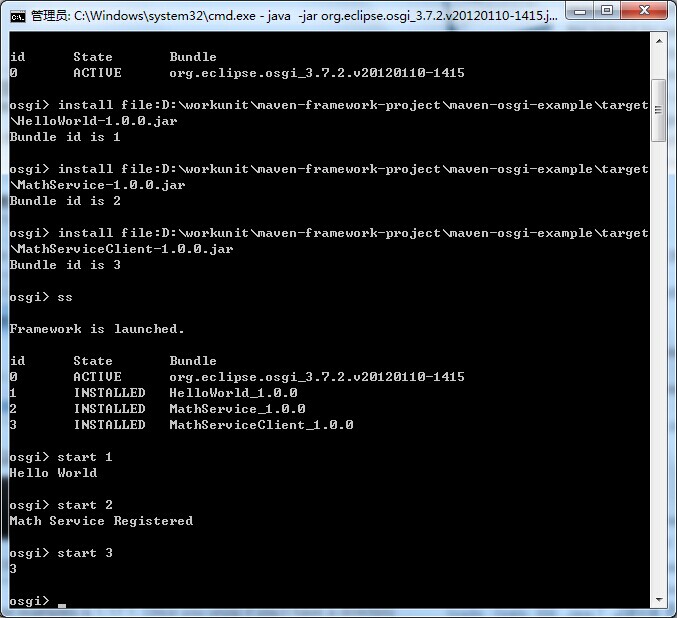 管理员: C:\Windows\system32\cmd.exe - java  -jar org.eclipse.osgi_3.7.2.v20120110-1415.j...
id      State       Bundle
0       ACTIVE      org.eclipse.osgi_3.7.2.v20120110-1415
osgi> install file:D:\workunit\maven-framework-project\maven-osgi-example\target
\HelloWorld-1.0.0.jar
Bundle id is 1
osgi> install file:D:\workunit\maven-framework-project\maven-osgi-example\target
\MathService-1.0.0.jar
Bundle id is 2
osgi> install file:D:\workunit\maven-framework-project\maven-osgi-example\target
\MathServiceClient-1.0.0.jar
Bundle id is 3
osgi> ss
Framework is launched.
id      State       Bundle
0       ACTIVE      org.eclipse.osgi_3.7.2.v20120110-1415
1       INSTALLED   HelloWorld_1.0.0
2       INSTALLED   MathService_1.0.0
3       INSTALLED   MathServiceClient_1.0.0
osgi> start 1
Hello World
osgi> start 2
Math Service Registered
osgi> start 3
3
osgi> _